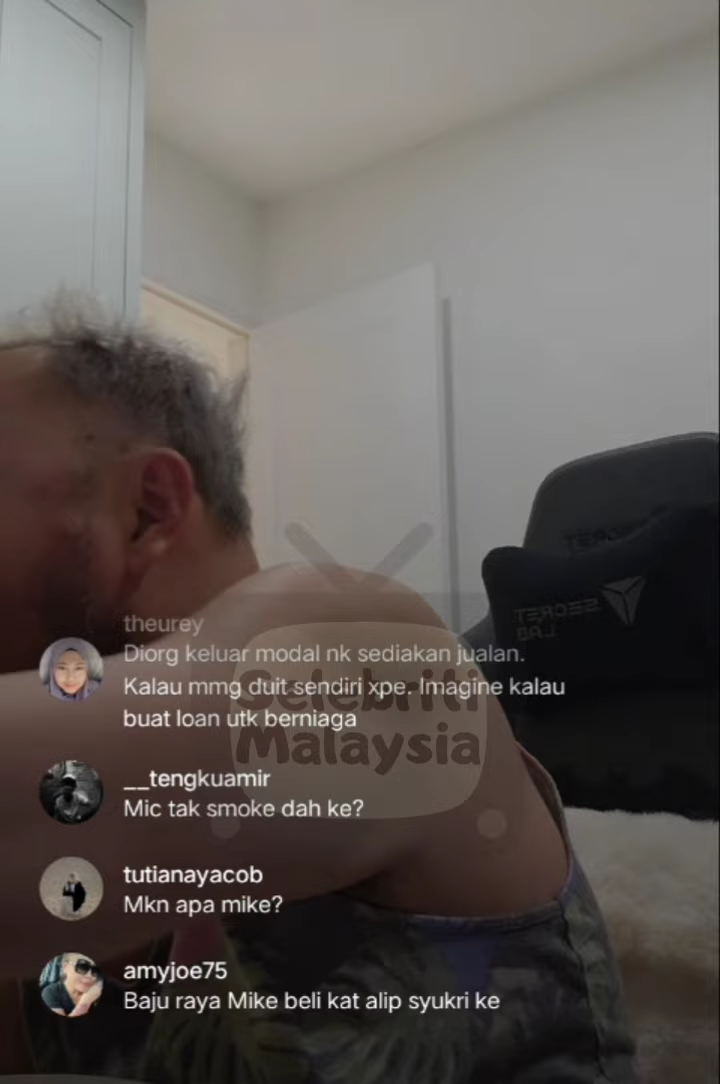 SECRET
LAB
theurey
Diorg keluar modal nk sediakan jualan.
Kalau mmg duit sendiri xpe. Imagine kalau
buat loan utk berniaga
Selebriti
Malaysia
__tengkuamir
Mic tak smoke dah ke?
tutianayacob
Mkn apa mike?
amyjoe75
Baju raya Mike beli kat alip syukri ke